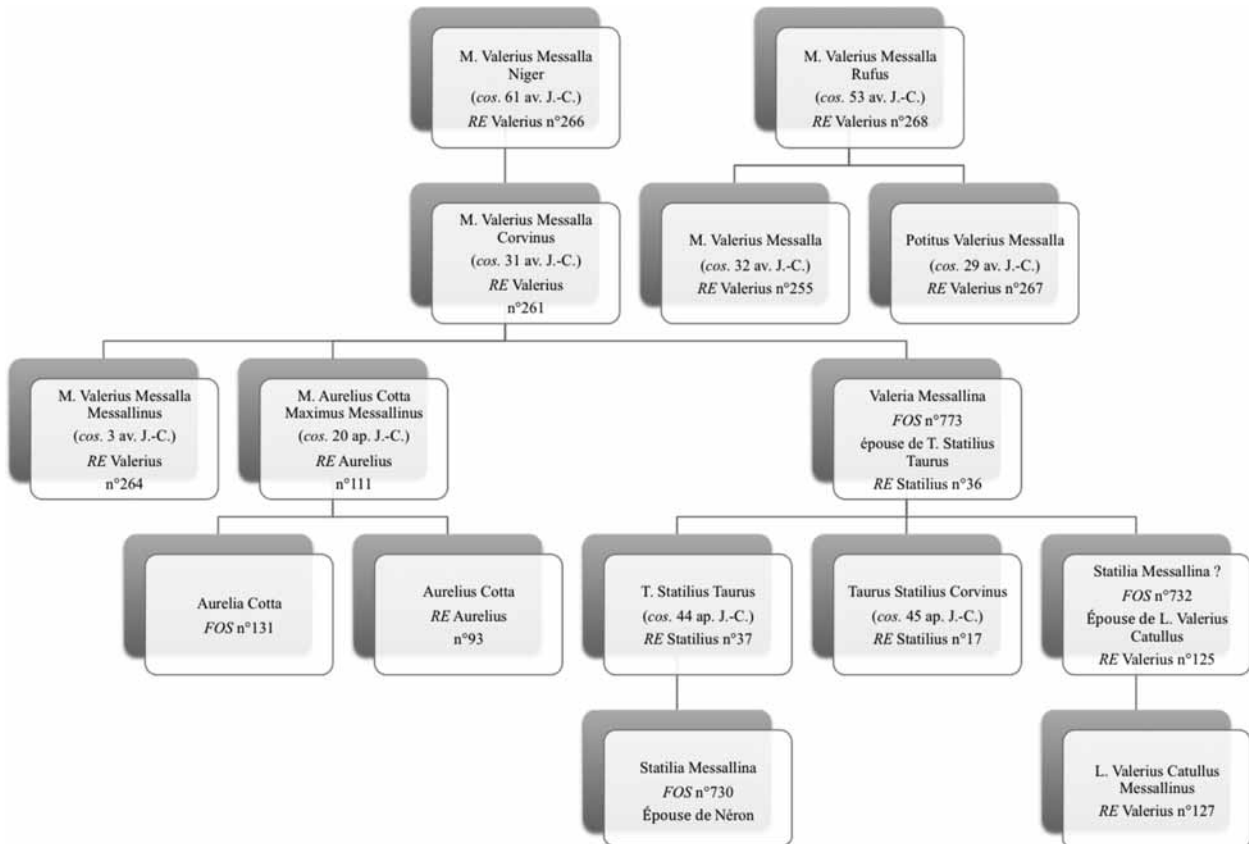 M. Valerius Messalla
Niger
(cos. 61 av. J.-C.)
RE Valerius n°266
M. Valerius Messalla
Rufus
(cos. 53 av. J.-C.)
RE Valerius n°268
M. Valerius Messalla
Corvinus
(cos. 31 av. J.-C.)
RE Valerius
n°261
M. Valerius Messalla
(cos. 32 av. J.-C.)
RE Valerius n°255
Potitus Valerius Messalla
(cos. 29 av. J.-C.)
RE Valerius n°267
M. Valerius Messalla
Messallinus
(cos. 3 av. J.-C.)
RE Valerius
n°264
M. Aurelius Cotta
Maximus Messallinus
(cos. 20 ap. J.-C.)
RE Aurelius
n°111
Valeria Messallina
FOS n°773
épouse de T. Statilius
Taurus
RE Statilius n°36
Aurelia Cotta
FOS n°131
Aurelius Cotta
RE Aurelius
n°93
T. Statilius Taurus
(cos. 44 ap. J.-C.)
RE Statilius n°37
Taurus Statilius Corvinus
(cos. 45 ap. J.-C.)
RE Statilius n°17
Statilia Messallina ?
FOS n°732
Épouse de L. Valerius
Catullus
RE Valerius n°125
Statilia Messallina
FOS n°730
Épouse de Néron
L. Valerius Catullus
Messallinus
RE Valerius n°127